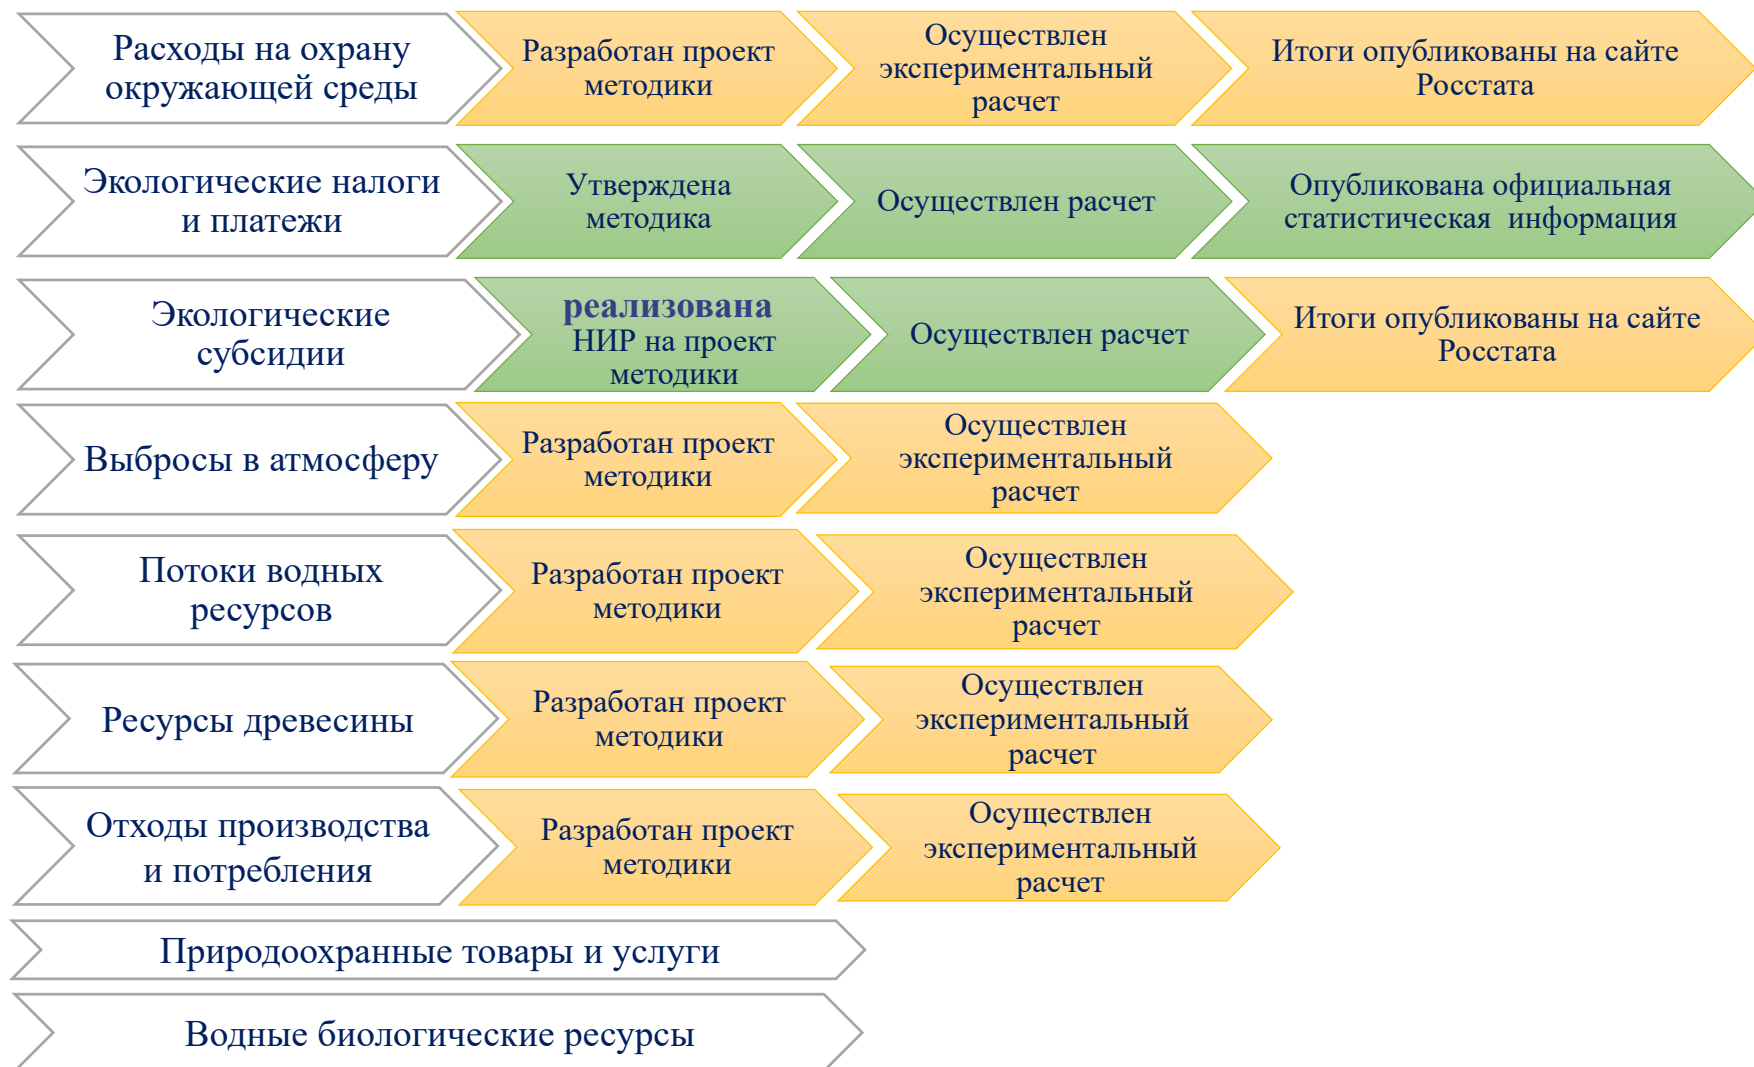 Расходы на охрану
окружающей среды
Разработан проект
методики
Осуществлен
экспериментальный
расчет
Итоги опубликованы на сайте
Росстата
Экологические налоги
и платежи
Утверждена
методика
Осуществлен расчет
Опубликована официальная
статистическая информация
Экологические
субсидии
реализована
НИР на проект
методики
Осуществлен расчет
Итоги опубликованы на сайте
Росстата
Выбросы в атмосферу
Разработан проект
методики
Осуществлен
экспериментальный
расчет
Потоки водных
ресурсов
Разработан проект
методики
Осуществлен
экспериментальный
расчет
Ресурсы древесины
Разработан проект
методики
Осуществлен
экспериментальный
расчет
Отходы производства
и потребления
Разработан проект
методики
Осуществлен
экспериментальный
расчет
Природоохранные товары и услуги
Водные биологические ресурсы